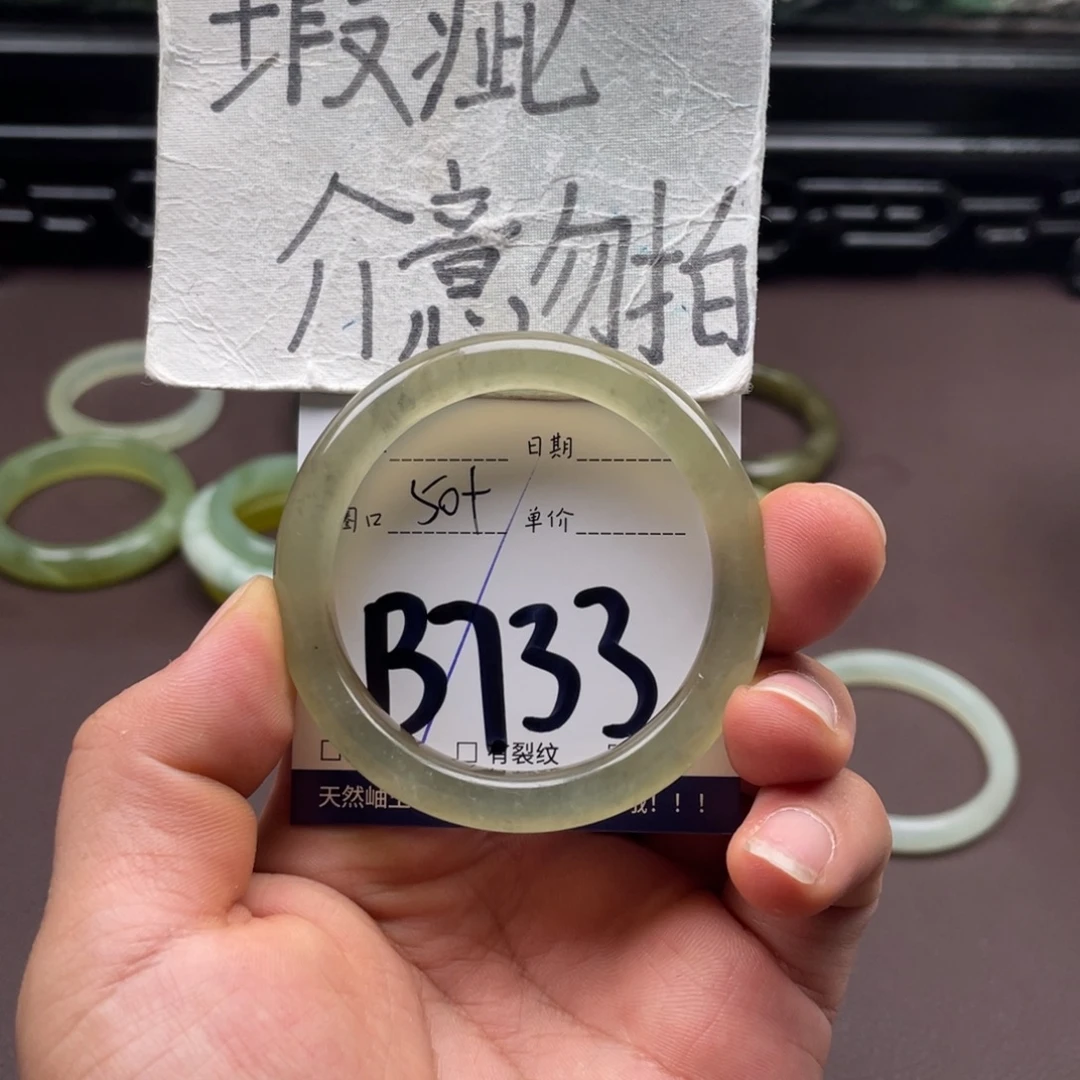 瑕疵
介意勿拍
日期
圈口 50+ 单价
B733
有裂纹
天然岫 ！！！